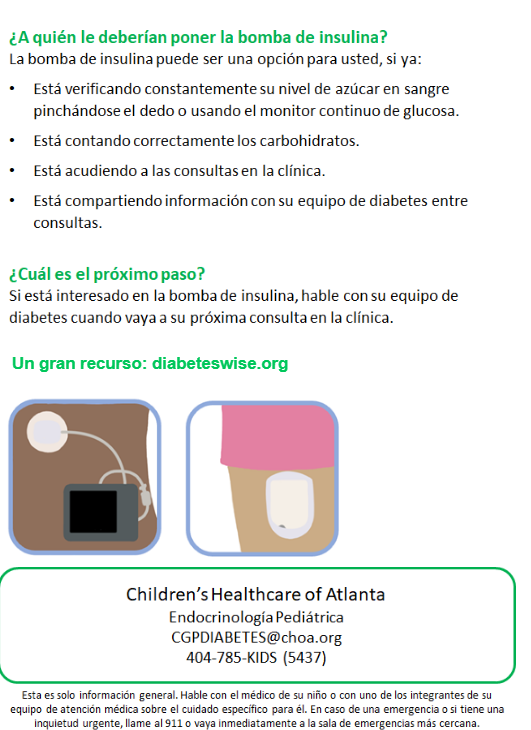 ¿A quién le deberían poner la bomba de insulina?
La bomba de insulina puede ser una opción para usted, si ya:
• Está verificando constantemente su nivel de azúcar en sangre
pinchándose el dedo o usando el monitor continuo de glucosa.
• Está contando correctamente los carbohidratos.
• Está acudiendo a las consultas en la clínica.
• Está compartiendo información con su equipo de diabetes entre
consultas.
¿Cuál es el próximo paso?
Si está interesado en la bomba de insulina, hable con su equipo de
diabetes cuando vaya a su próxima consulta en la clínica.
Un gran recurso: diabeteswise.org
Children's Healthcare of Atlanta
Endocrinología Pediátrica
CGPDIABETES@choa.org
404-785-KIDS (5437)
Esta es solo información general. Hable con el médico de su niño o con uno de los integrantes de su
equipo de atención médica sobre el cuidado específico para él. En caso de una emergencia o si tiene una
inquietud urgente, llame al 911 o vaya inmediatamente a la sala de emergencias más cercana.